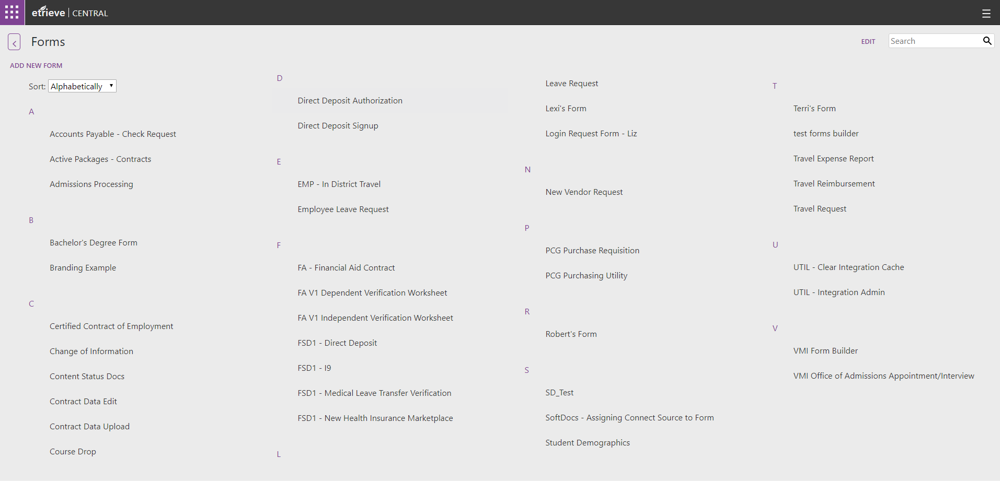 etrieve | CENTRAL
Forms
EDIT
Search
ADD NEW FORM
Sort: Alphabetically
A
Accounts Payable - Check Request
Active Packages - Contracts
Admissions Processing
B
Bachelor's Degree Form
Branding Example
C
Certified Contract of Employment
Change of Information
Content Status Docs
Contract Data Edit
Contract Data Upload
Course Drop
D
Direct Deposit Authorization
Direct Deposit Signup
E
EMP - In District Travel
Employee Leave Request
F
FA - Financial Aid Contract
FA V1 Dependent Verification Worksheet
FA V1 Independent Verification Worksheet
FSD1 - Direct Deposit
FSD1 - I9
FSD1 - Medical Leave Transfer Verification
FSD1 - New Health Insurance Marketplace
L
Leave Request
Lexi's Form
Login Request Form - Liz
N
New Vendor Request
P
PCG Purchase Requisition
PCG Purchasing Utility
R
Robert's Form
S
SD_Test
SoftDocs - Assigning Connect Source to Form
Student Demographics
T
Terri's Form
test forms builder
Travel Expense Report
Travel Reimbursement
Travel Request
U
UTIL - Clear Integration Cache
UTIL - Integration Admin
V
VMI Form Builder
VMI Office of Admissions Appointment/Interview